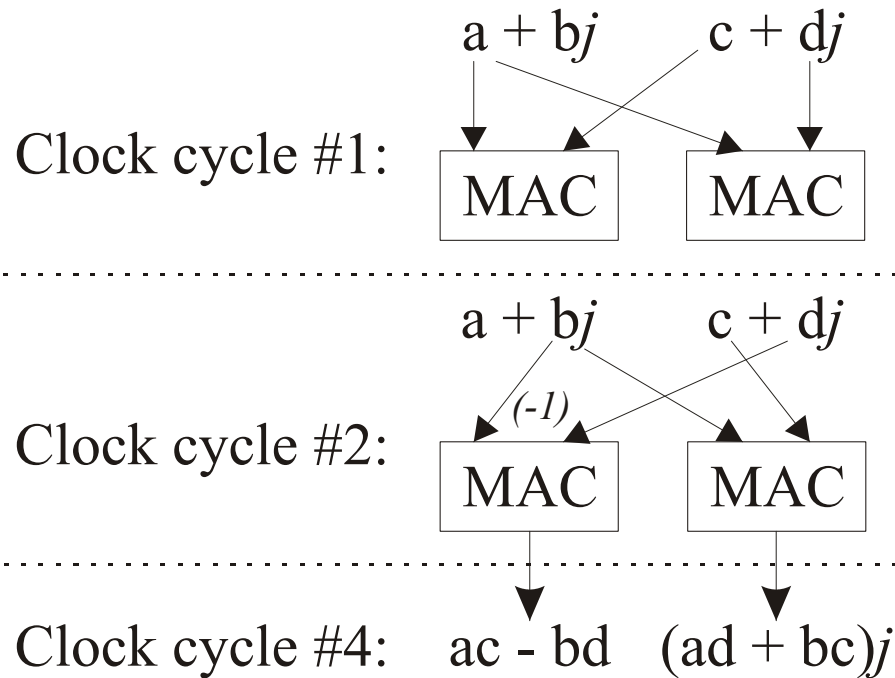 a + bj c + dj
Clock cycle #1:
MAC MAC
a + bj c + dj
(-1)
Clock cycle #2:
MAC MAC
Clock cycle #4: ac - bd (ad + bc)j